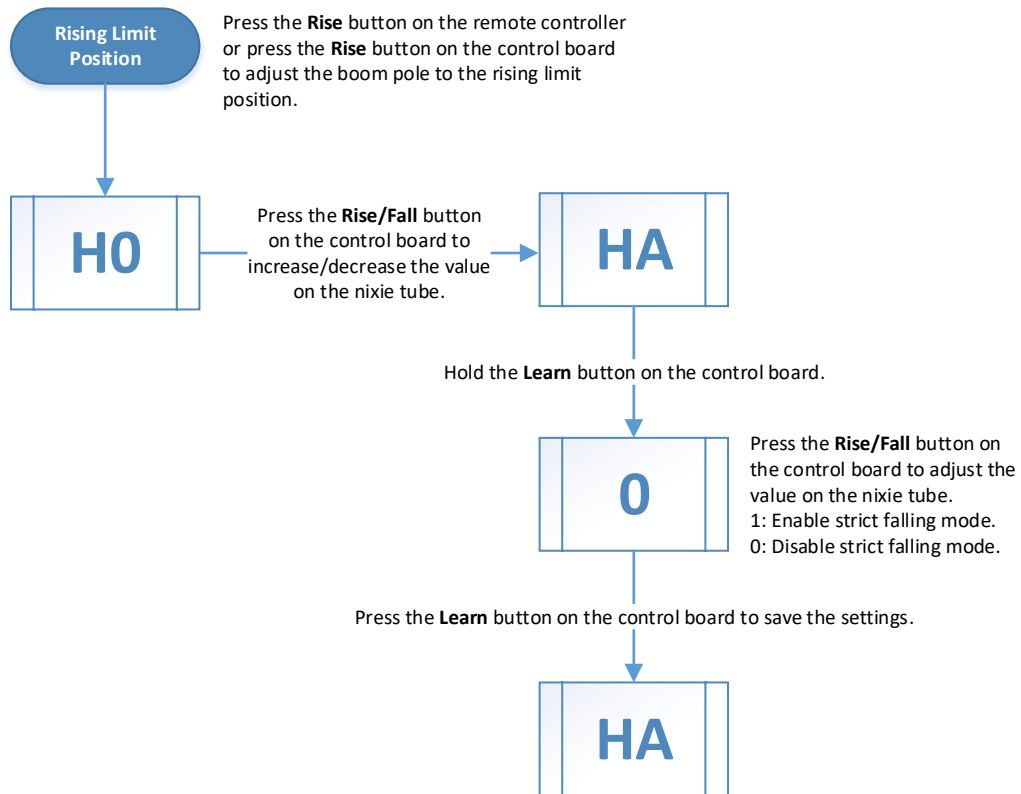 Rising Limit
Position
Press the Rise button on the remote controller
or press the Rise button on the control board
to adjust the boom pole to the rising limit
position.
H0
Press the Rise/Fall button
on the control board to
increase/decrease the value
on the nixie tube.
HA
Hold the Learn button on the control board.
0
Press the Rise/Fall button on
the control board to adjust the
value on the nixie tube.
1: Enable strict falling mode.
0: Disable strict falling mode.
Press the Learn button on the control board to save the settings.
HA